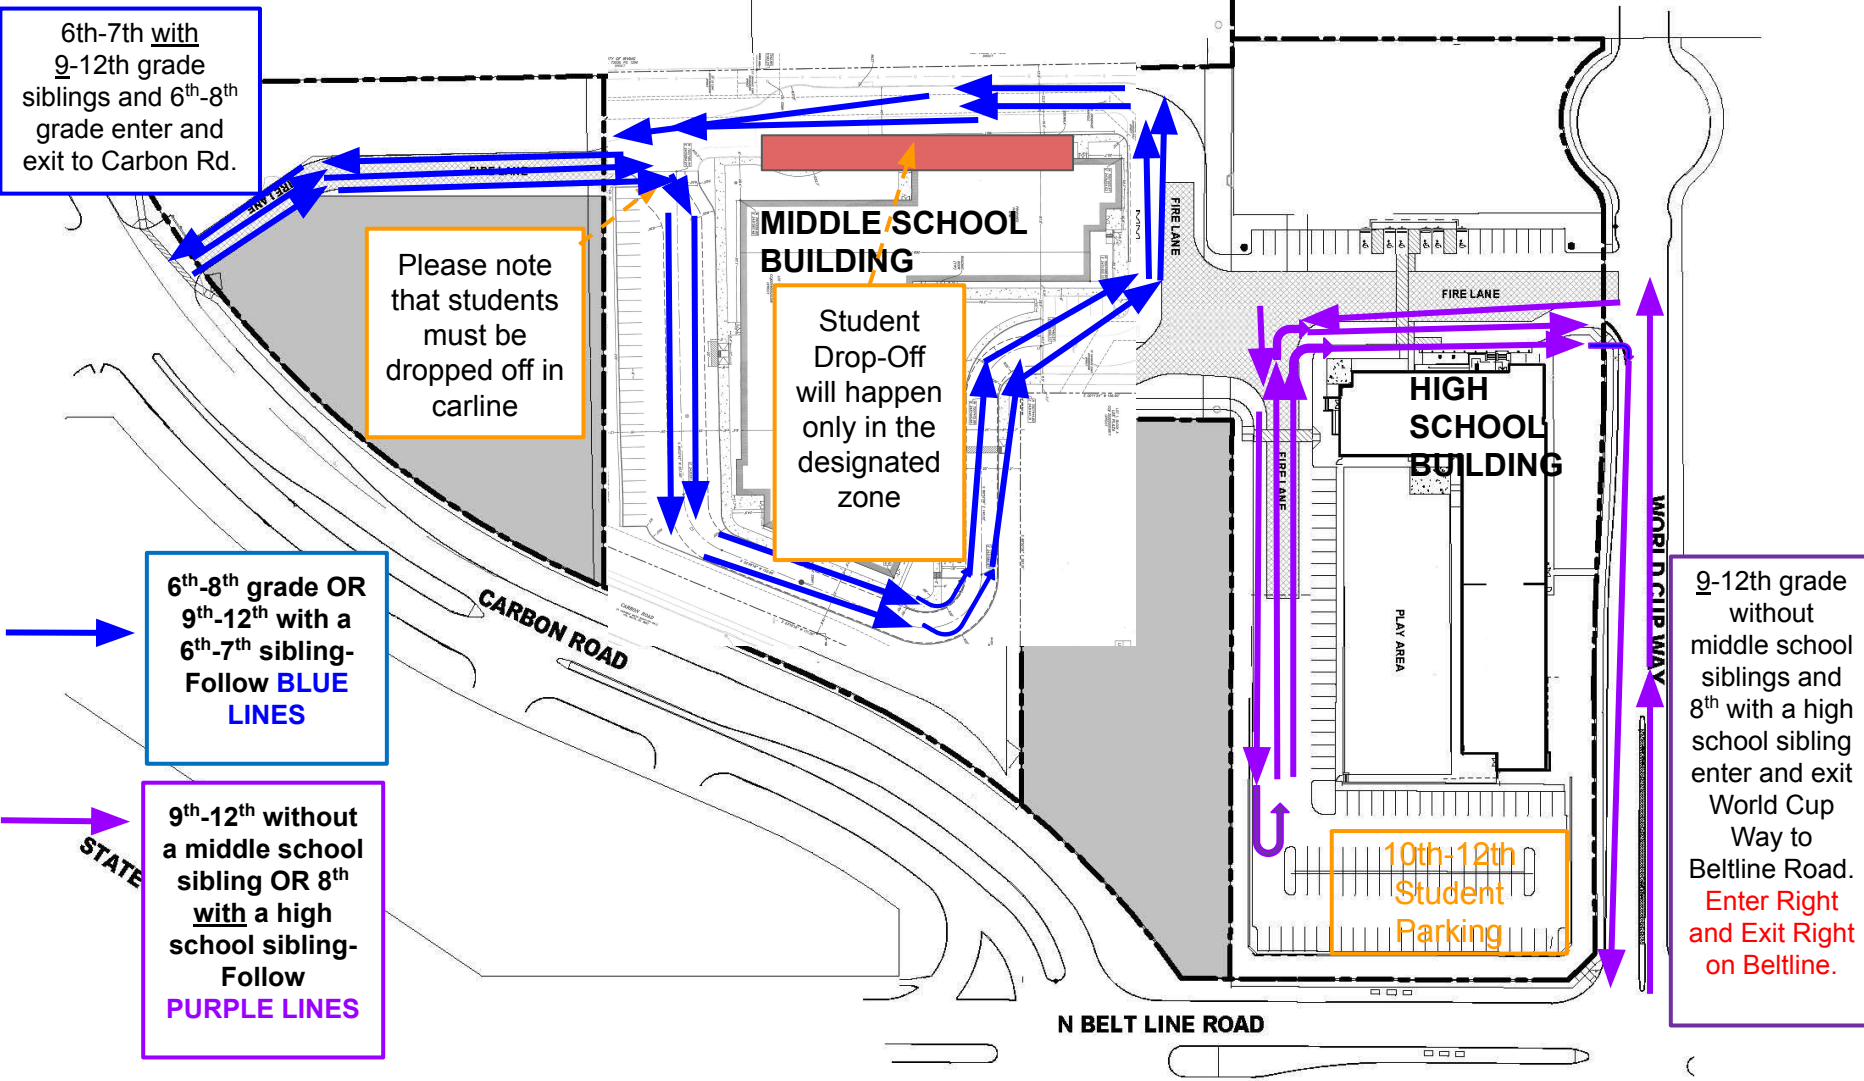 6th-7th with
9-12th grade
siblings and 6th-8th
grade enter and
exit to Carbon Rd.
FIRE LANE
FIRE LANE
Please note
that students
must be
dropped off in
carline
MIDDLE SCHOOL
BUILDING
Student
Drop-Off
will happen
only in the
designated
zone
FIRE LANE
FIRE LANE
HIGH
SCHOOL
BUILDING
FIRE LANE
PLAY AREA
WORLD CUP WAY
6th-8th grade OR
9th-12th with a
6th-7th sibling-
Follow BLUE
LINES
CARBON ROAD
CARBON ROAD
9th-12th without
a middle school
sibling OR 8th
with a high
school sibling-
Follow
PURPLE LINES
STATE
10th-12th
Student
Parking
9-12th grade
without
middle school
siblings and
8th with a high
school sibling
enter and exit
World Cup
Way to
Beltline Road.
Enter Right
and Exit Right
on Beltline.
N BELT LINE ROAD